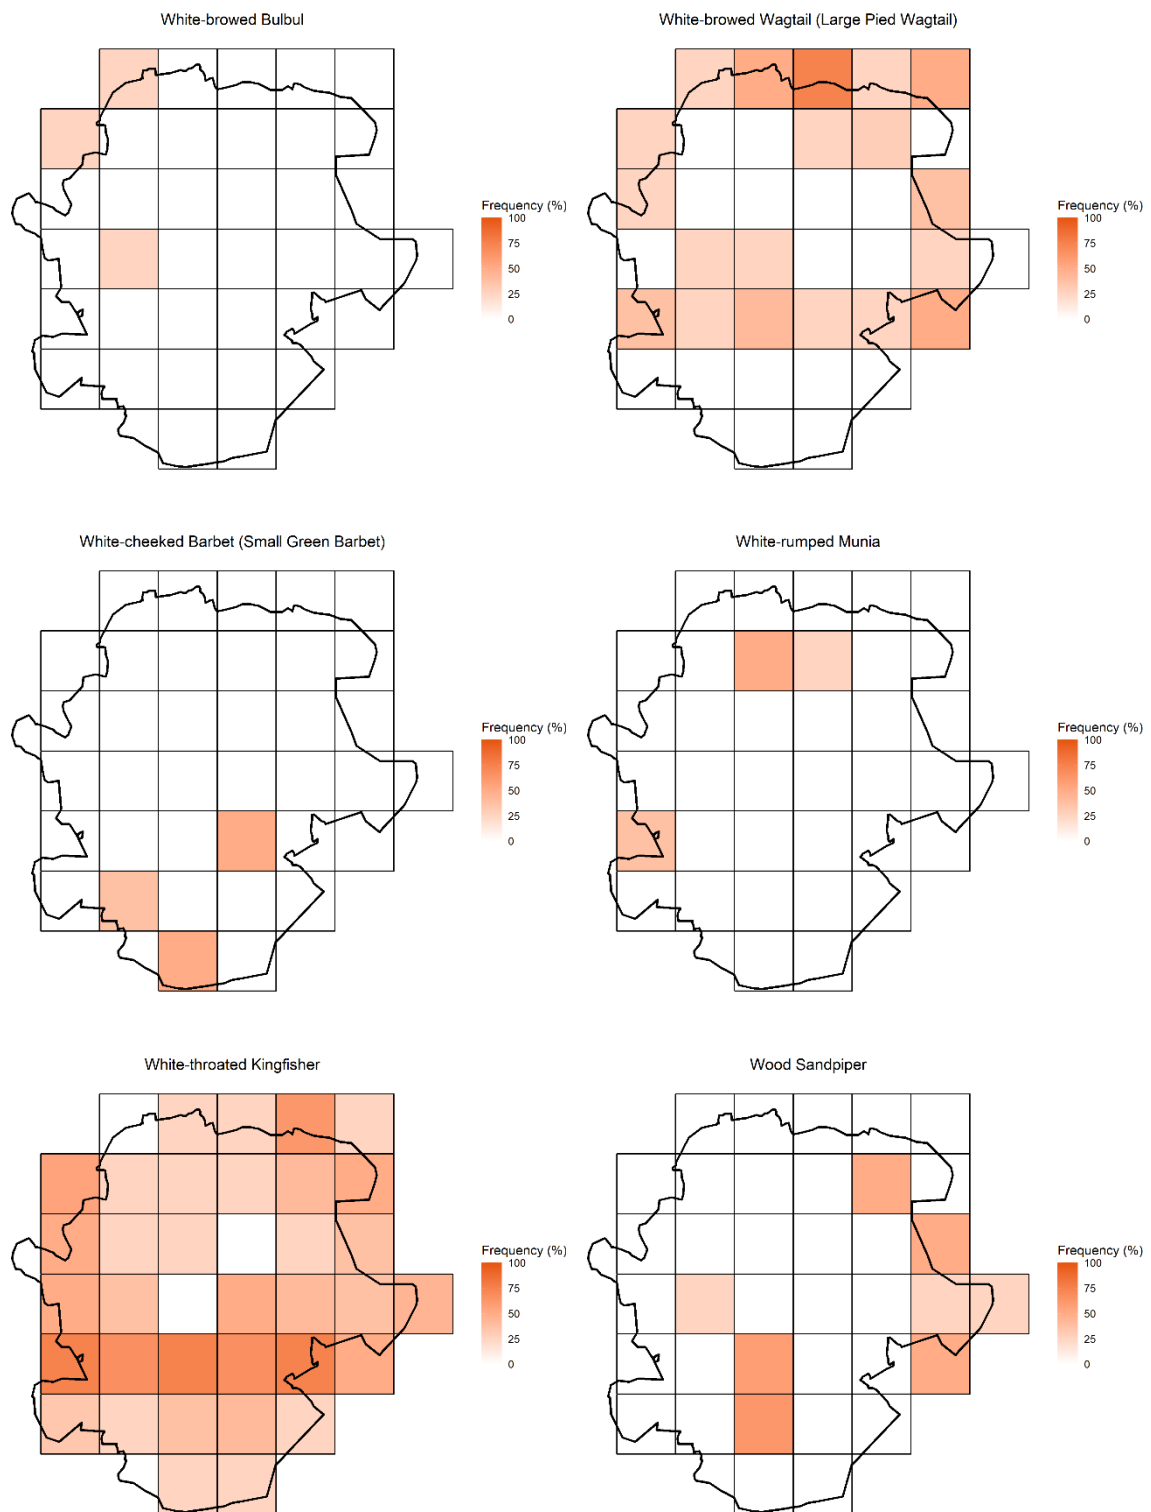 White-browed Bulbul
Frequency (%)
100
75
50
25
0
White-browed Wagtail (Large Pied Wagtail)
Frequency (%)
100
75
50
25
0
White-cheeked Barbet (Small Green Barbet)
Frequency (%)
100
75
50
25
0
White-rumped Munia
Frequency (%)
100
75
50
25
0
White-throated Kingfisher
Frequency (%)
100
75
50
25
0
Wood Sandpiper
Frequency (%)
100
75
50
25
0